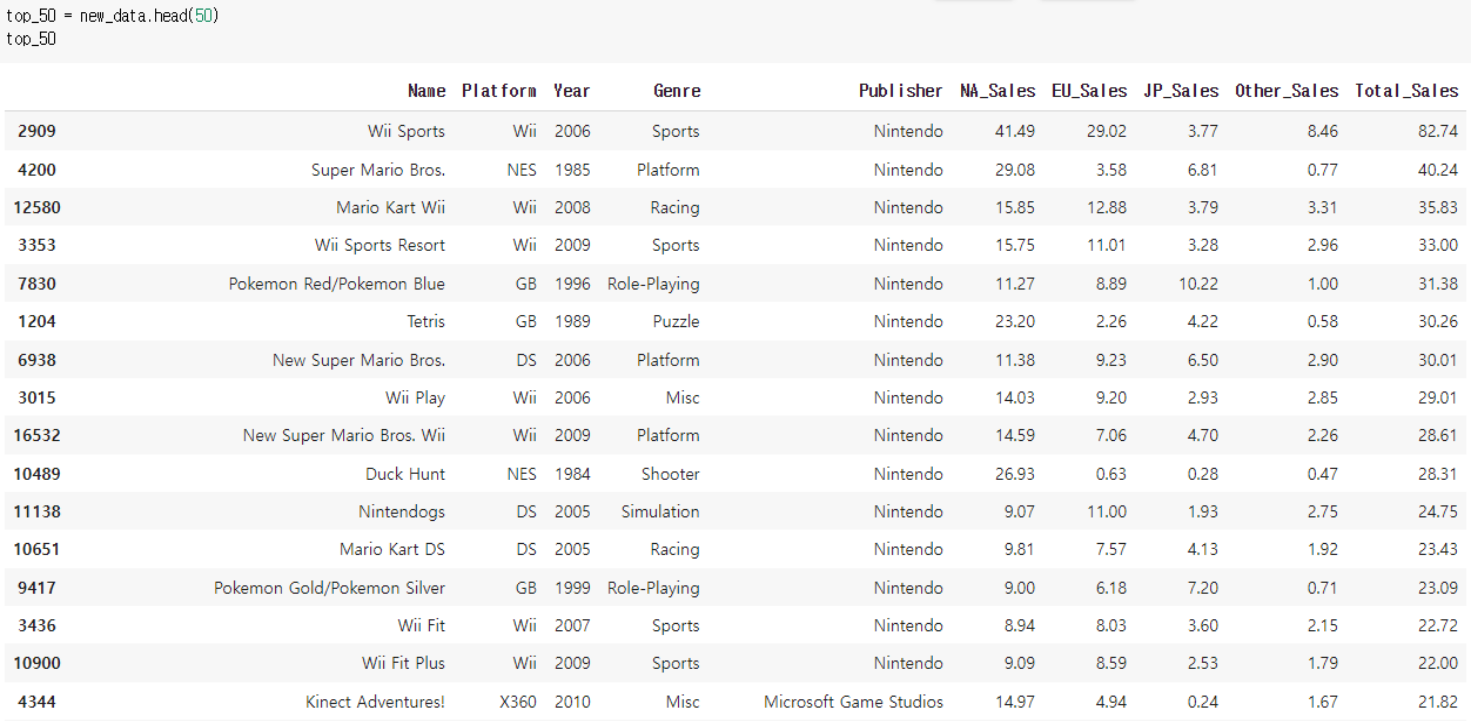 top_50 = new_data.head(50)
top_50
Name Platform Year Genre Publisher NA_Sales EU_Sales JP_Sales Other_Sales Total_Sales
2909 Wii Sports Wii 2006 Sports Nintendo 41.49 29.02 3.77 8.46 82.74
4200 Super Mario Bros. NES 1985 Platform Nintendo 29.08 3.58 6.81 0.77 40.24
12580 Mario Kart Wii Wii 2008 Racing Nintendo 15.85 12.88 3.79 3.31 35.83
3353 Wii Sports Resort Wii 2009 Sports Nintendo 15.75 11.01 3.28 2.96 33.00
7830 Pokemon Red/Pokemon Blue GB 1996 Role-Playing Nintendo 11.27 8.89 10.22 1.00 31.38
1204 Tetris GB 1989 Puzzle Nintendo 23.20 2.26 4.22 0.58 30.26
6938 New Super Mario Bros. DS 2006 Platform Nintendo 11.38 9.23 6.50 2.90 30.01
3015 Wii Play Wii 2006 Misc Nintendo 14.03 9.20 2.93 2.85 29.01
16532 New Super Mario Bros. Wii Wii 2009 Platform Nintendo 14.59 7.06 4.70 2.26 28.61
10489 Duck Hunt NES 1984 Shooter Nintendo 26.93 0.63 0.28 0.47 28.31
11138 Nintendogs DS 2005 Simulation Nintendo 9.07 11.00 1.93 2.75 24.75
10651 Mario Kart DS DS 2005 Racing Nintendo 9.81 7.57 4.13 1.92 23.43
9417 Pokemon Gold/Pokemon Silver GB 1999 Role-Playing Nintendo 9.00 6.18 7.20 0.71 23.09
3436 Wii Fit Wii 2007 Sports Nintendo 8.94 8.03 3.60 2.15 22.72
10900 Wii Fit Plus Wii 2009 Sports Nintendo 9.09 8.59 2.53 1.79 22.00
4344 Kinect Adventures! X360 2010 Misc Microsoft Game Studios 14.97 4.94 0.24 1.67 21.82